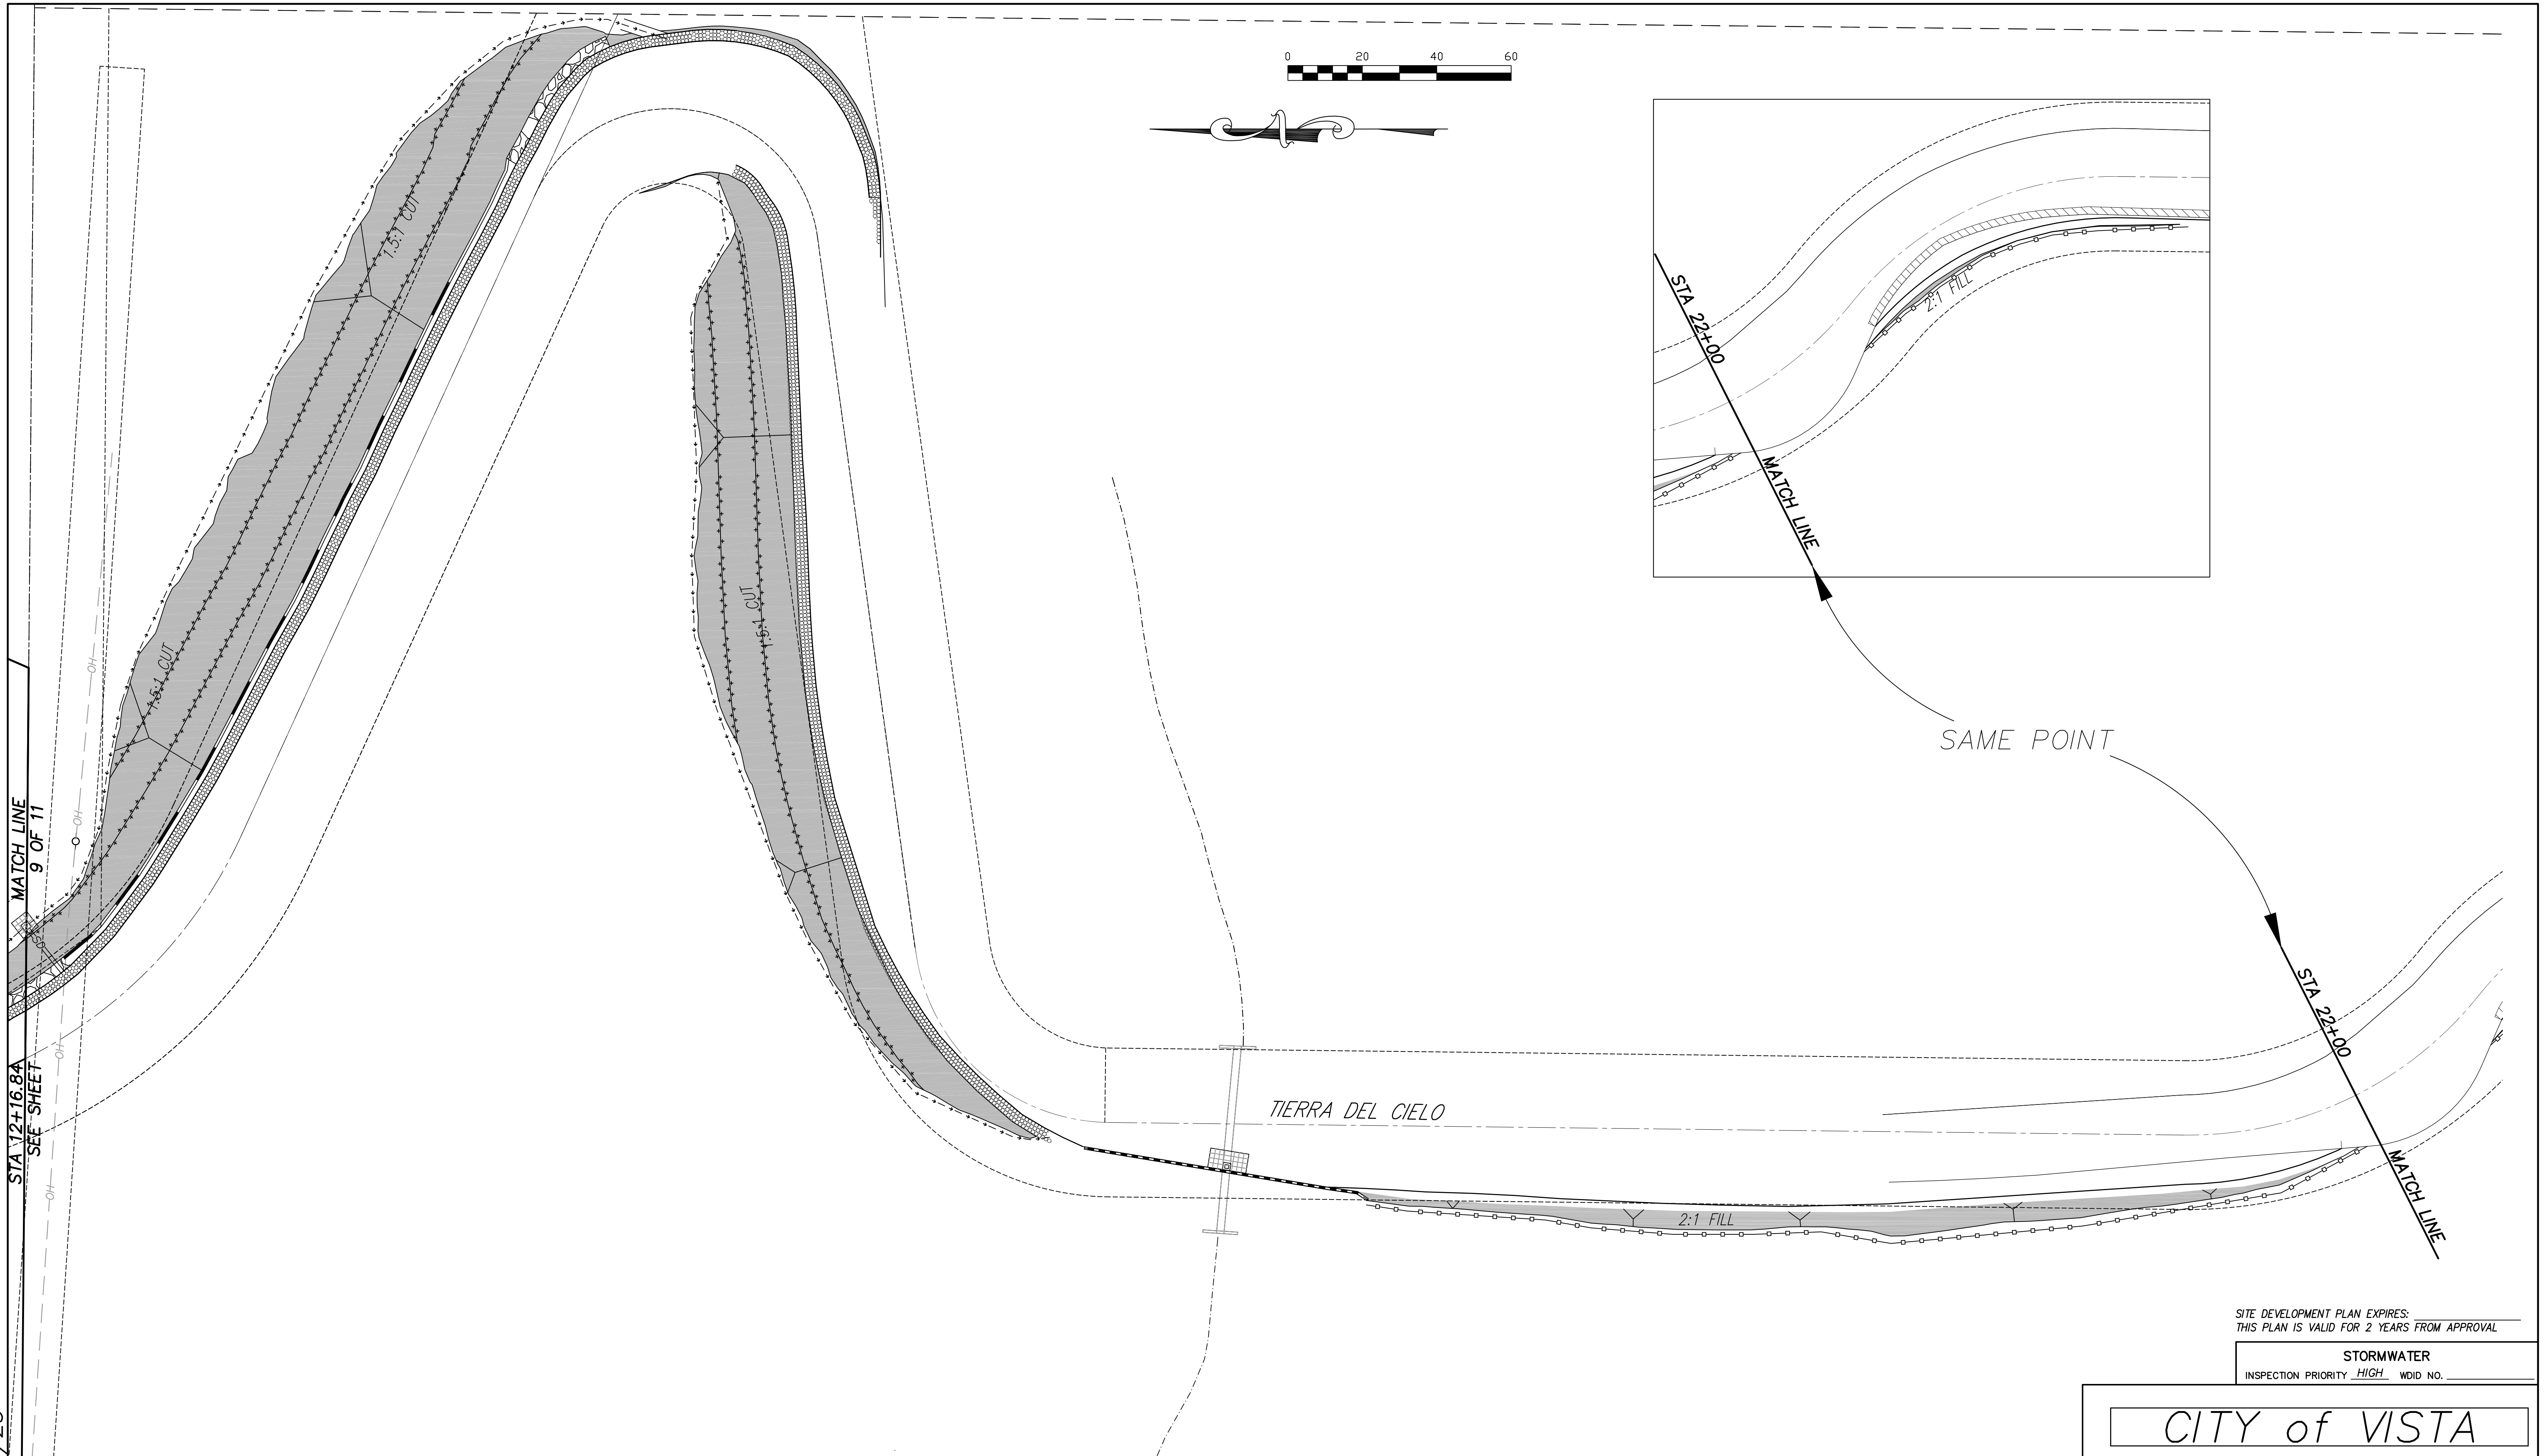 0 20 40 60
1.5:1 CUT
1.5:1 CUT
1.5:1 CUT
STA 22+00
MATCH LINE
2:1 FILL
SAME POINT
OH
OH
OH
OH
SD
STA 12+16.84 MATCH LINE
SEE SHEET 9 OF 11
TIERRA DEL CIELO
2:1 FILL
STA 22+00
MATCH LINE
SITE DEVELOPMENT PLAN EXPIRES:
THIS PLAN IS VALID FOR 2 YEARS FROM APPROVAL
STORMWATER
INSPECTION PRIORITY HIGH WDID NO.
CITY of VISTA